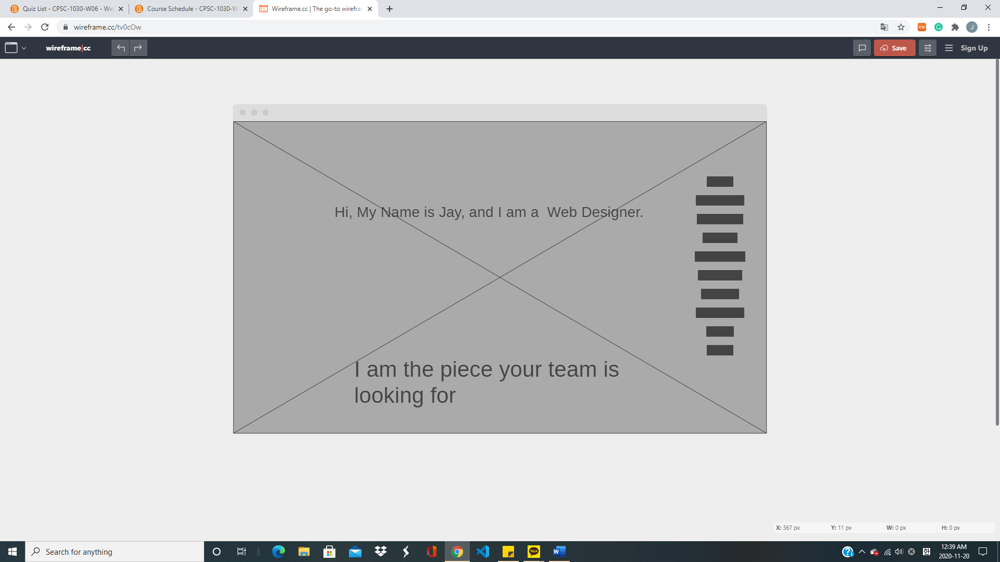 Quiz List - CPSC-1030-W06 - We
Course Schedule - CPSC-1030-W
Wireframe.cc | The go-to wirefra
wireframe.cc/tv0cOw
EX
G
J
wireframe|cc
Save
Sign Up
Hi, My Name is Jay, and I am a  Web Designer.
I am the piece your team is
looking for
X: 367 px
Y: 11 px
W: 0 px
H: 0 px
Search for anything
TALK
W
12:39 AM
2020-11-20